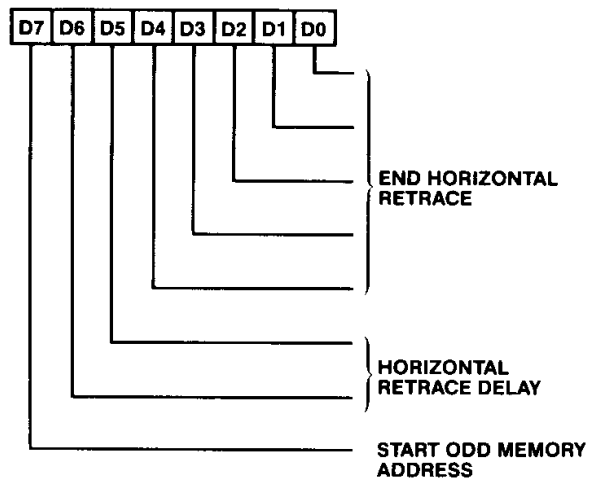 D7 D6 D5 D4 D3 D2 D1 D0
END HORIZONTAL
RETRACE
HORIZONTAL
RETRACE DELAY
START ODD MEMORY
ADDRESS